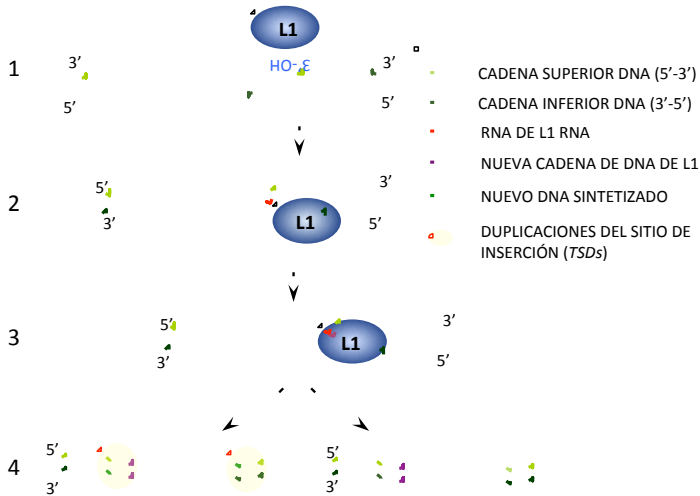 L1
HO-3
1
3’
3’
5’
5’
CADENA SUPERIOR DNA (5’-3’)
CADENA INFERIOR DNA (3’-5’)
RNA DE L1 RNA
NUEVA CADENA DE DNA DE L1
NUEVO DNA SINTETIZADO
DUPLICACIONES DEL SITIO DE
INSERCIÓN (TSDs)
2
5’
3’
L1
3’
5’
3
5’
3’
L1
3’
5’
4
5’
3’
5’
3’